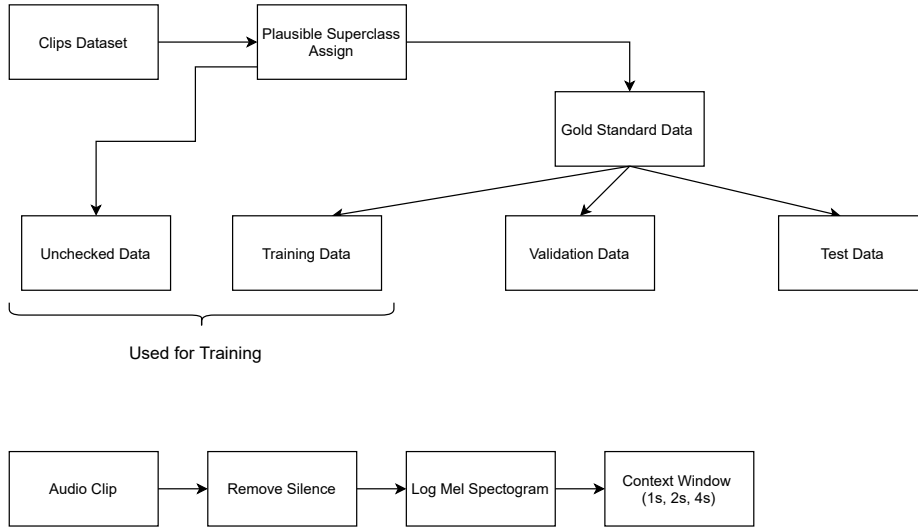 Clips Dataset
Plausible Superclass
Assign
Gold Standard Data
Unchecked Data
Training Data
Validation Data
Test Data
Used for Training
Audio Clip
Remove Silence
Log Mel Spectogram
Context Window
(1s, 2s, 4s)